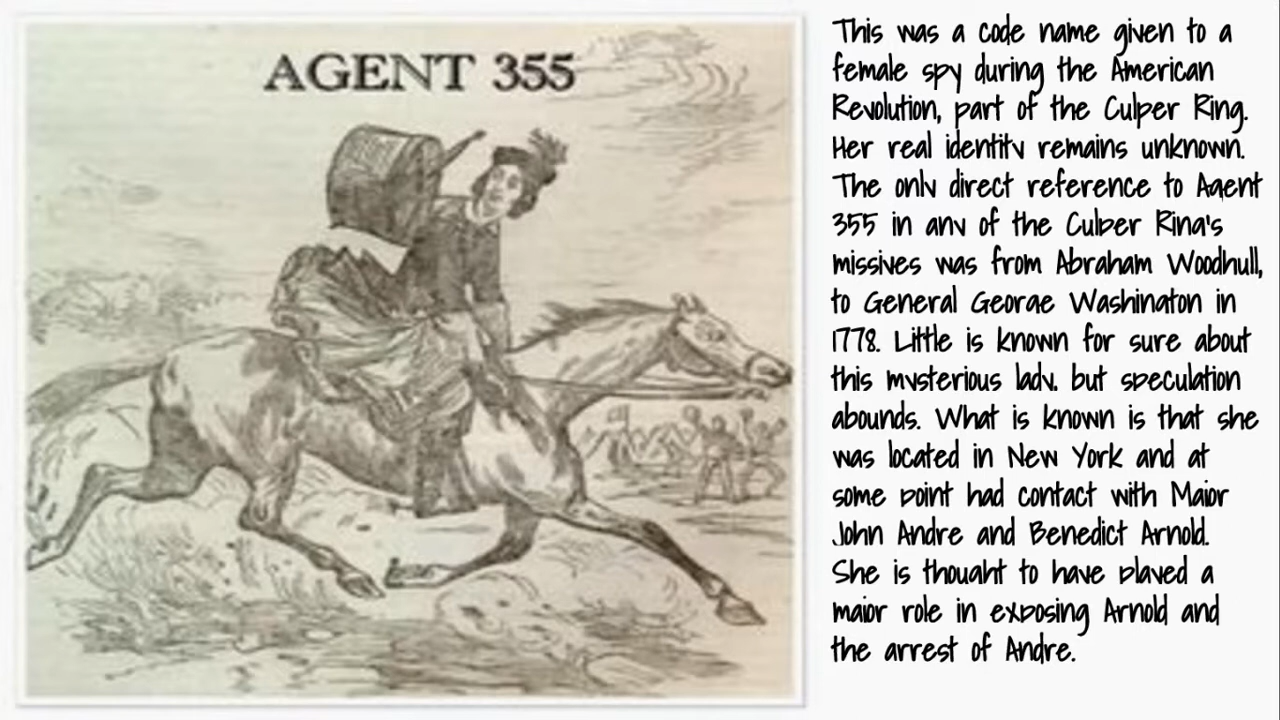 AGENT 355
This was a code name given to a
female spy during the American
Revolution, part of the Culper Ring.
Her real identity remains unknown.
The only direct reference to Agent
355 in any of the Culper Ring's
missives was from Abraham Woodhull,
to General George Washington in
1778. Little is known for sure about
this mysterious lady, but speculation
abounds. What is known is that she
was located in New York and at
some point had contact with Major
John Andre and Benedict Arnold.
She is thought to have played a
major role in exposing Arnold and
the arrest of Andre.